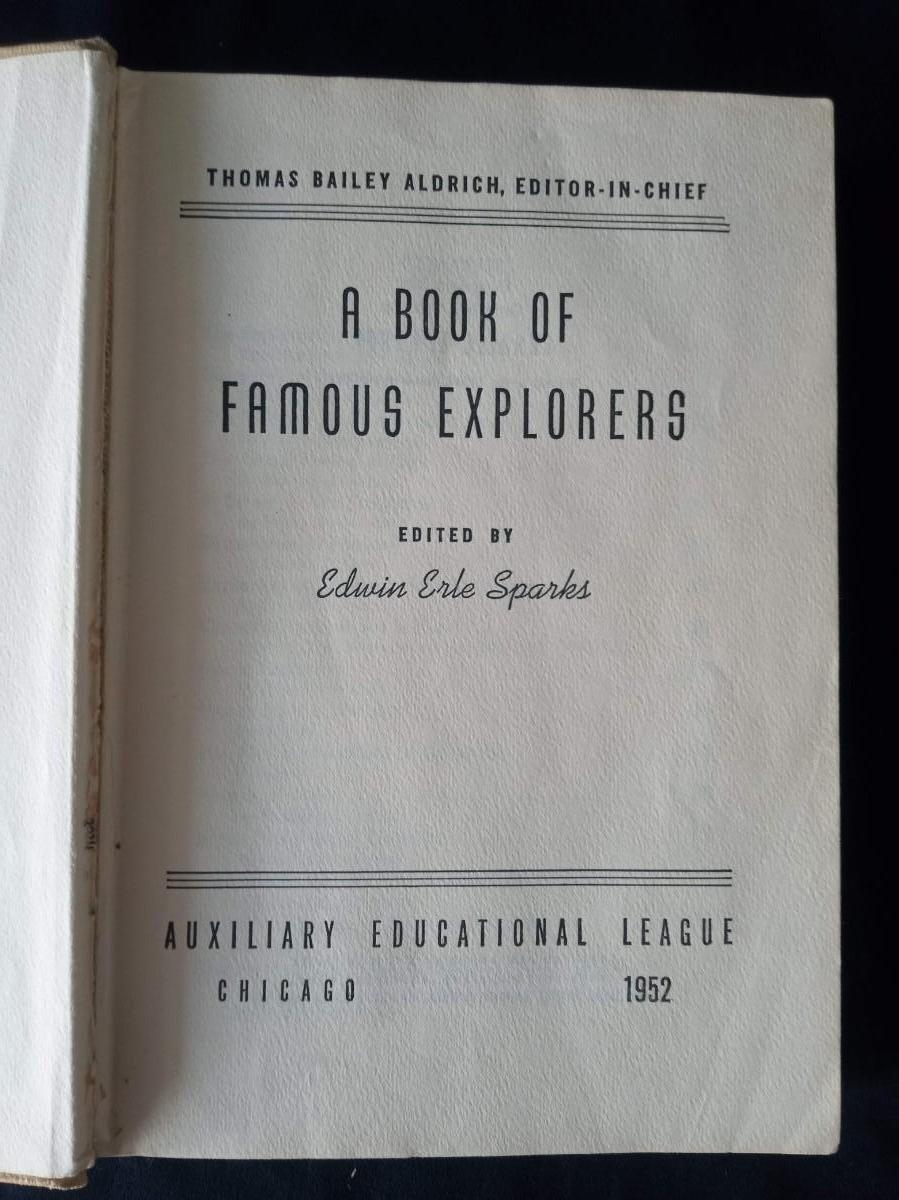 THOMAS BAILEY ALDRICH, EDITOR-IN-CHIEF
A BOOK OF
FAMOUS EXPLORERS
EDITED BY
Edwin Erle Sparks
AUXILIARY EDUCATIONAL LEAGUE
CHICAGO 1952